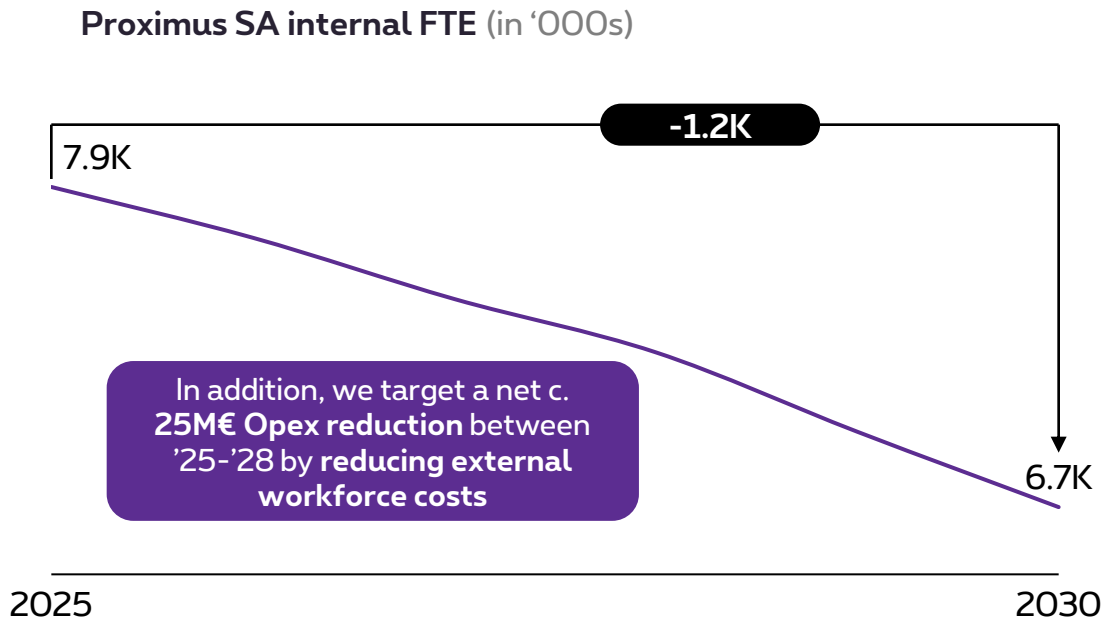 Proximus SA internal FTE (in ‘000s)
-1.2K
7.9K
In addition, we target a net c.
25M€ Opex reduction between
’25-’28 by reducing external
workforce costs
6.7K
2025
2030